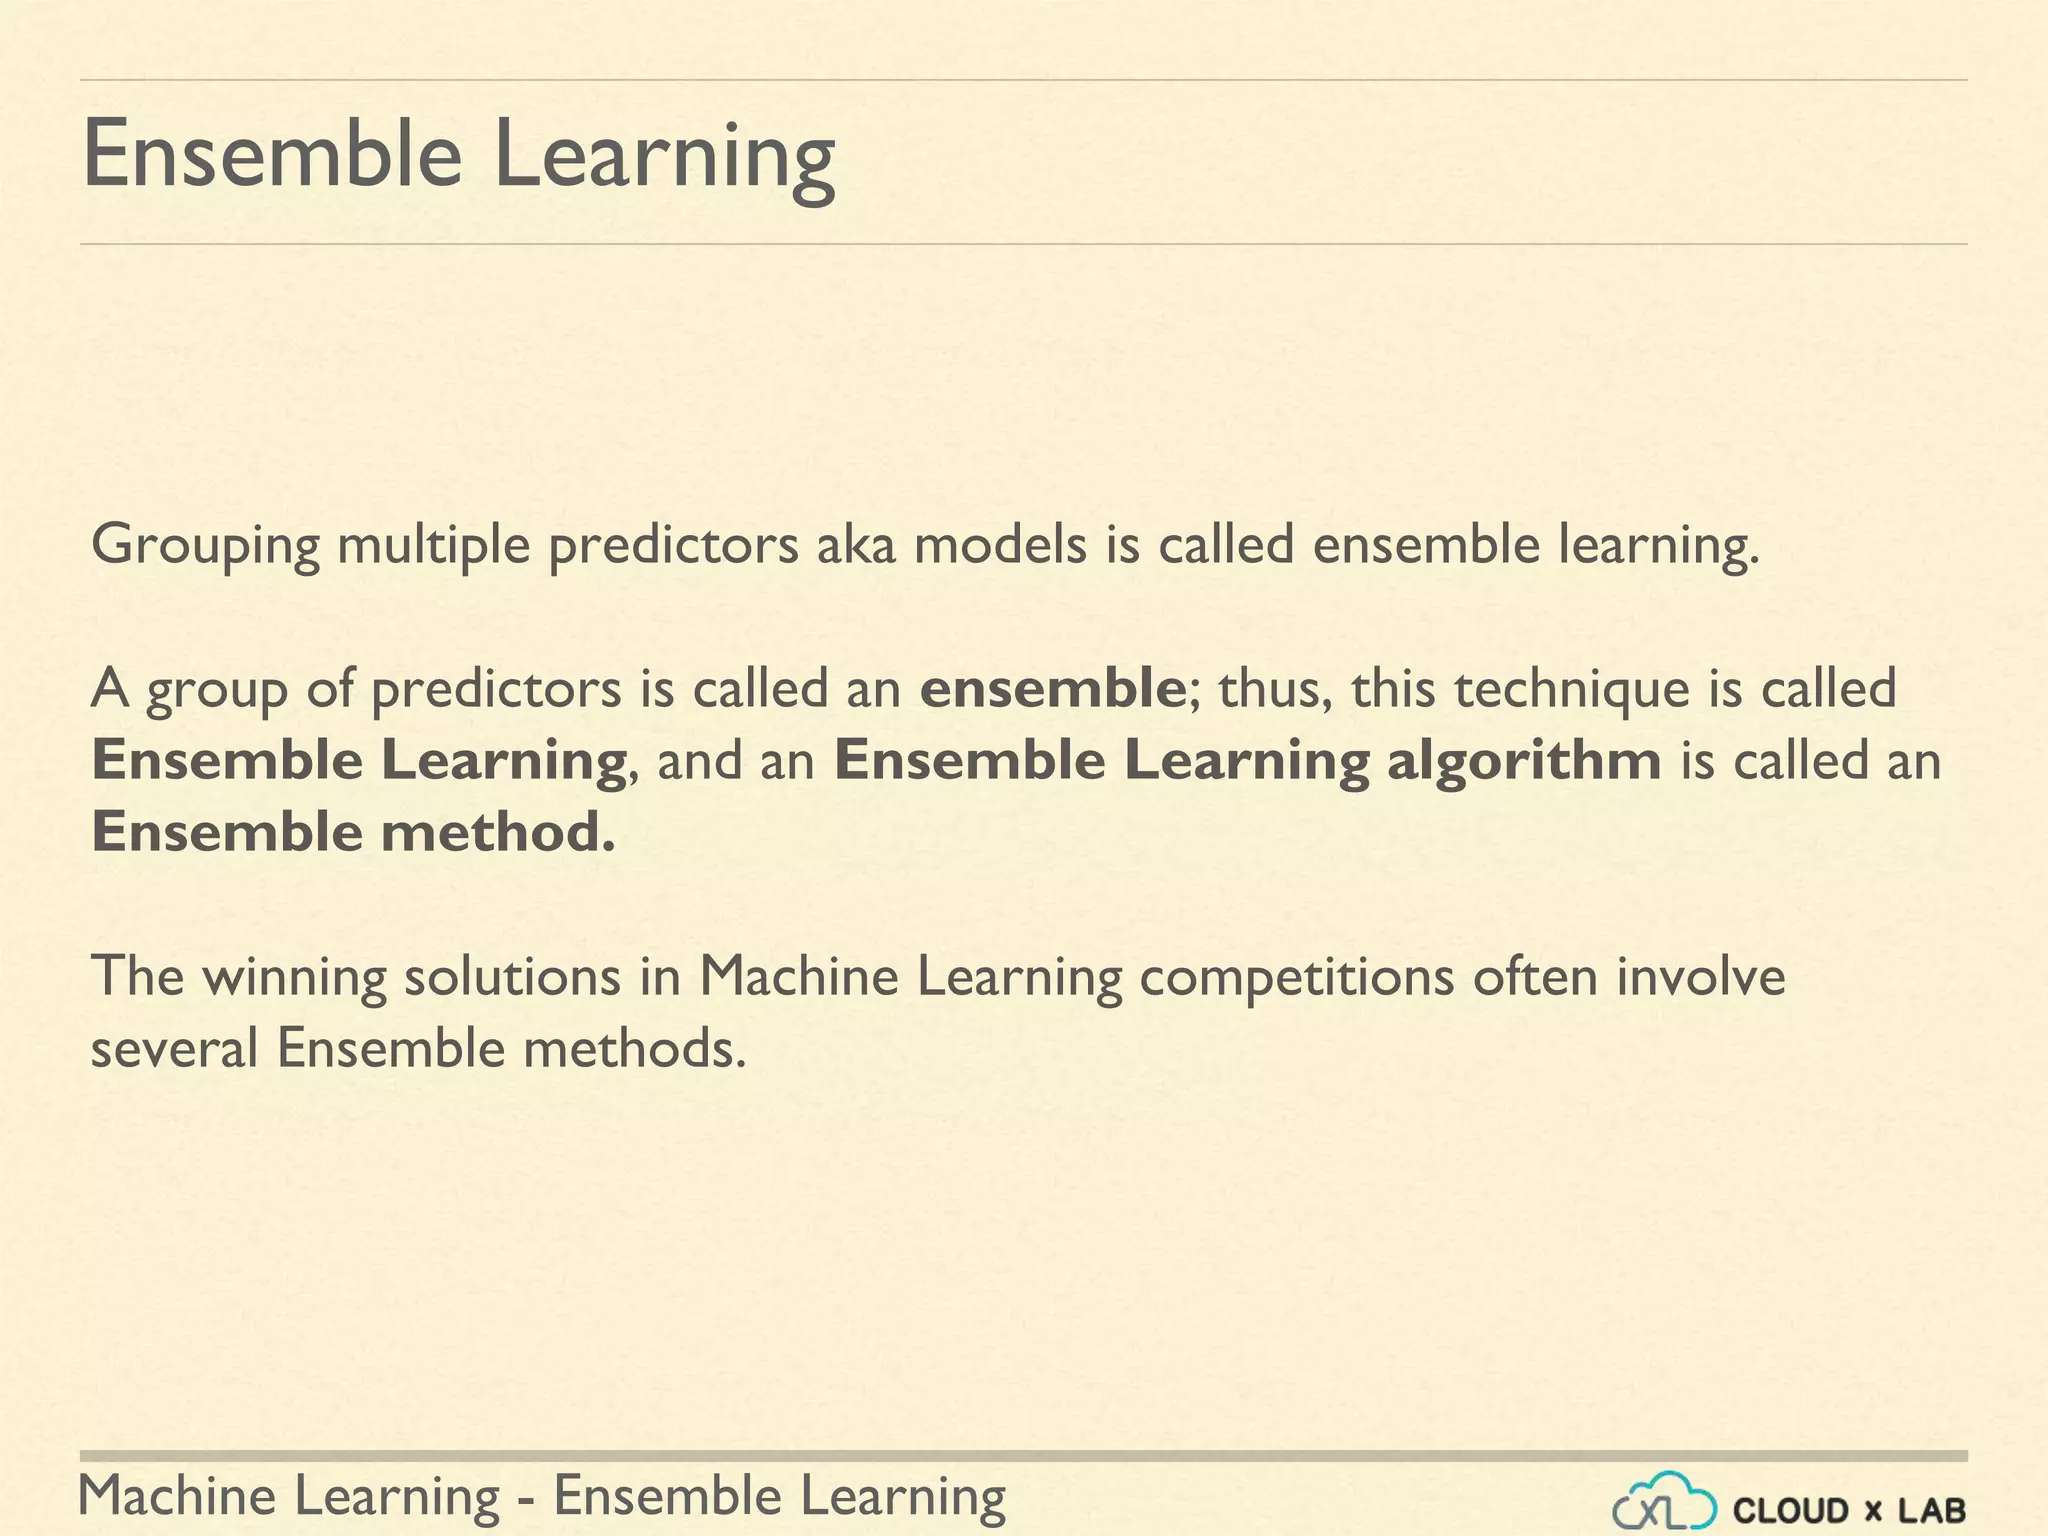 Ensemble Learning
Grouping multiple predictors aka models is called ensemble learning.
A group of predictors is called an ensemble; thus, this technique is called
Ensemble Learning, and an Ensemble Learning algorithm is called an
Ensemble method.
The winning solutions in Machine Learning competitions often involve
several Ensemble methods.
Machine Learning - Ensemble Learning
CXL CLOUD x LAB